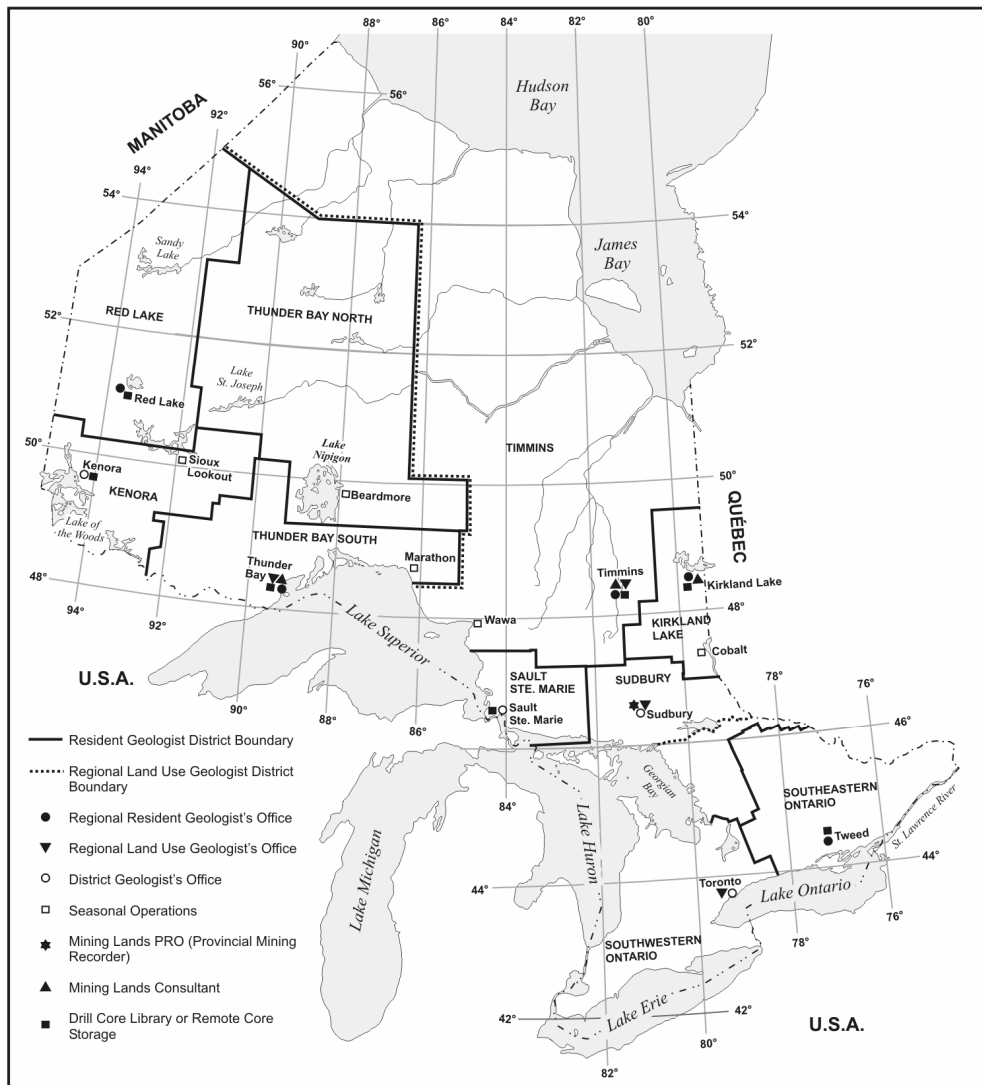 88°
86°
84°
82°
80°
90°
56°
56°
Hudson
Bay
MANITOBA
92°
94°
54°
54°
Sandy
Lake
James
Bay
RED LAKE
THUNDER BAY NORTH
52°
52°
Lake
St. Joseph
Red Lake
50°
Sioux
Lookout
Lake
Nipigon
TIMMINS
Kenora
KENORA
Beardmore
50°
QUÉBEC
Lake of
the Woods
THUNDER BAY SOUTH
Marathon
Thunder
Bay
Timmins
Kirkland Lake
48°
48°
94°
92°
Wawa
KIRKLAND
LAKE
Cobalt
Lake Superior
U.S.A.
SAULT
STE. MARIE
SUDBURY
78°
76°
90°
88°
86°
Sault
Ste. Marie
Sudbury
46°
Resident Geologist District Boundary
Regional Land Use Geologist District
Boundary
Regional Resident Geologist's Office
Regional Land Use Geologist's Office
District Geologist's Office
Seasonal Operations
Mining Lands PRO (Provincial Mining
Recorder)
Mining Lands Consultant
Drill Core Library or Remote Core
Storage
84°
Georgian
Bay
Lake Huron
Lake Michigan
SOUTHEASTERN
ONTARIO
Tweed
St. Lawrence River
44°
44°
Toronto
Lake Ontario
76°
78°
SOUTHWESTERN
ONTARIO
42°
Lake Erie
42°
U.S.A.
80°
82°